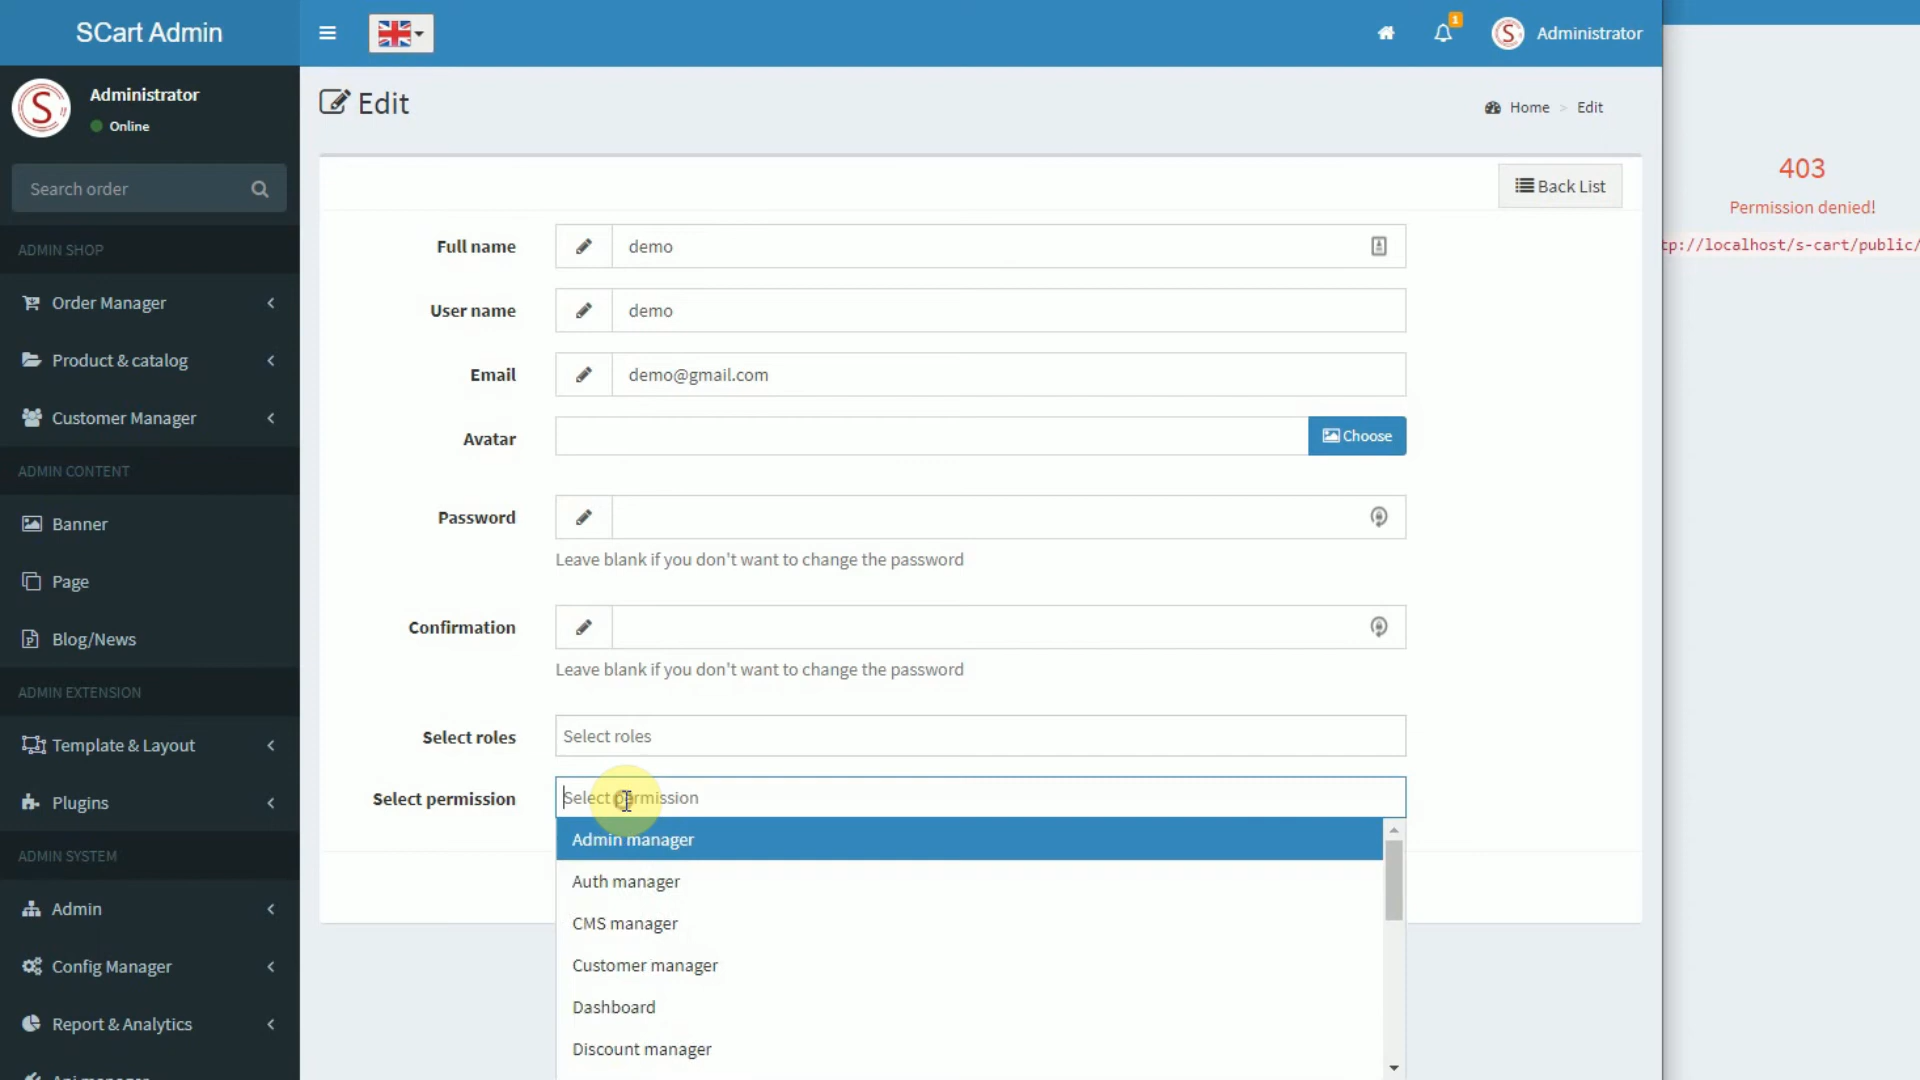 SCart Admin
Administrator
Online
Search order
ADMIN SHOP
Order Manager
Product & catalog
Customer Manager
ADMIN CONTENT
Banner
Page
Blog/News
ADMIN EXTENSION
Template & Layout
Plugins
ADMIN SYSTEM
Admin
Config Manager
Report & Analytics
1
Administrator
Edit
Home > Edit
Back List
Full name
demo
User name
demo
Email
demo@gmail.com
Avatar
Choose
Password
Leave blank if you don't want to change the password
Confirmation
Leave blank if you don't want to change the password
Select roles
Select roles
Select permission
Select permission
Admin manager
Auth manager
CMS manager
Customer manager
Dashboard
Discount manager
403
Permission denied!
tp://localhost/s-cart/public/